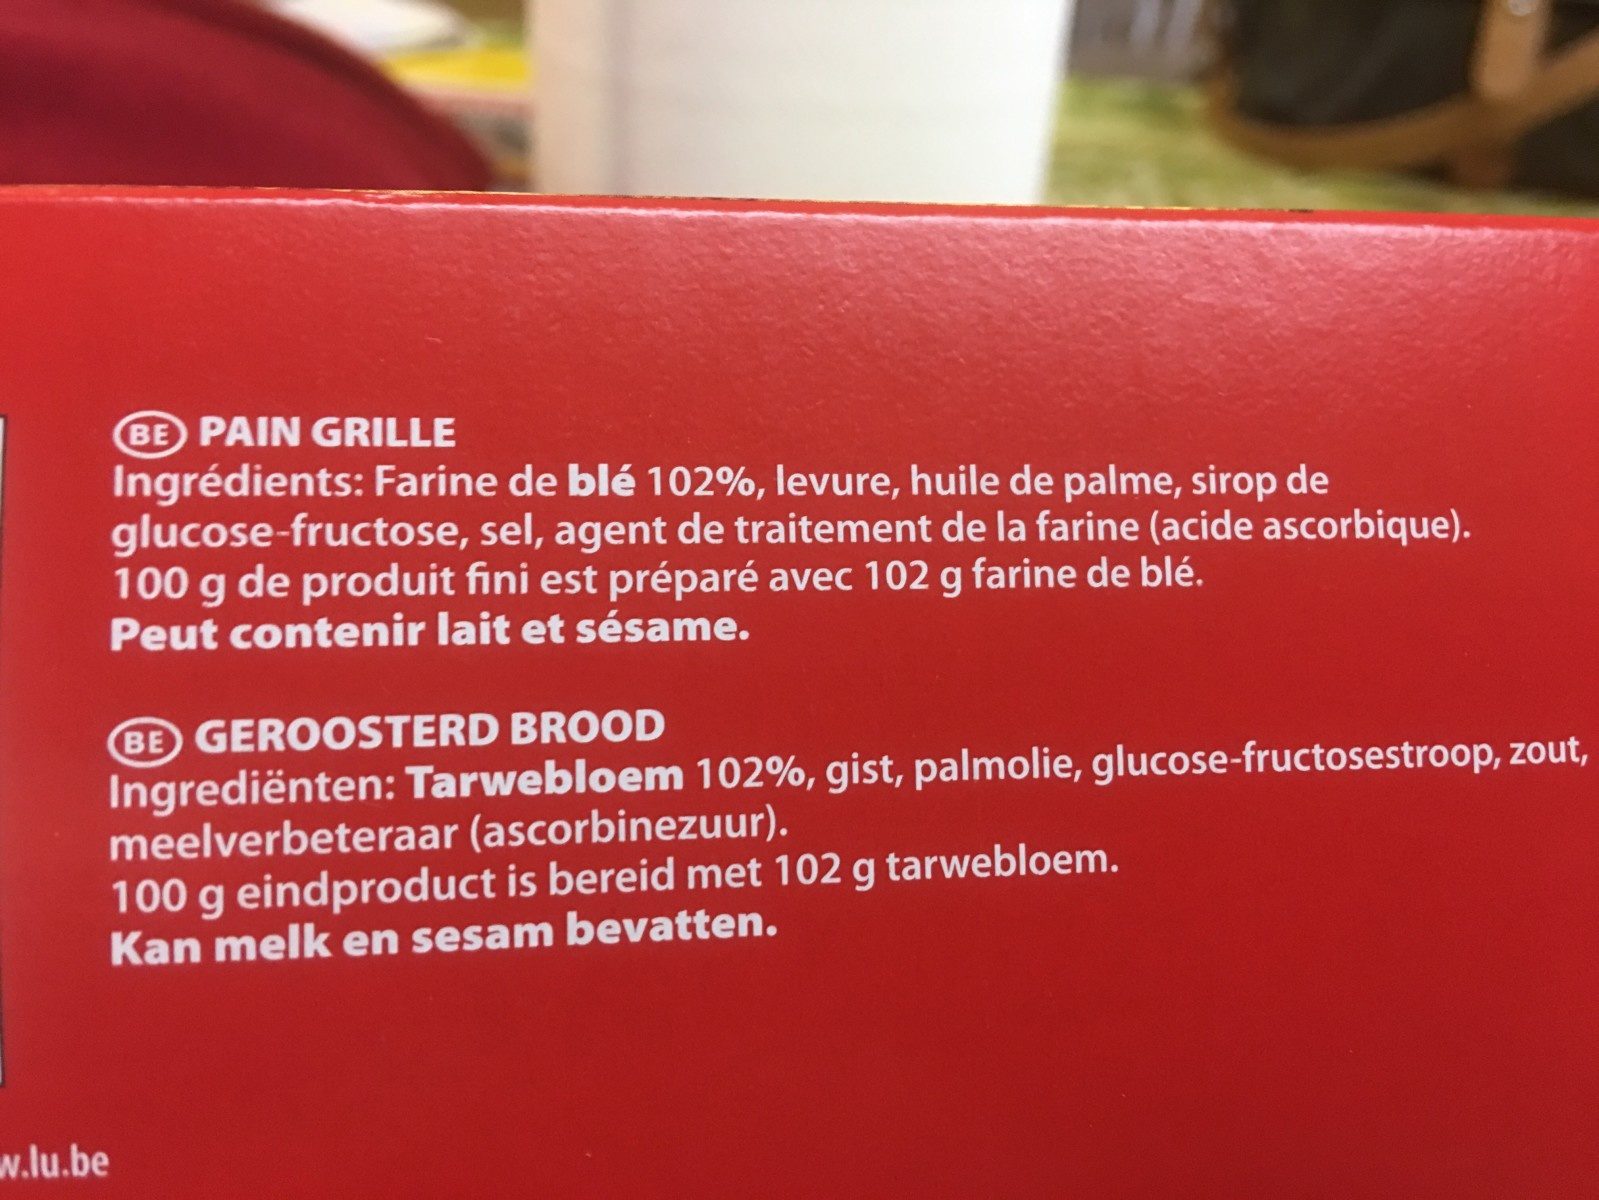 BE PAIN GRILLE
Ingrédients: Farine de blé 102%, levure, huile de palme, sirop de
glucose-fructose, sel, agent de traitement de la farine (acide ascorbique).
100 g de produit fini est préparé avec 102 g farine de blé.
Peut contenir lait et sésame.
BE GEROOSTERD BROOD
Ingrediënten: Tarwebloem 102%, gist, palmolie, glucose-fructosestroop, zout,
meelverbeteraar (ascorbinezuur).
100 g eindproduct is bereid met 102 g tarwebloem.
Kan melk en sesam bevatten.
w.lu.be